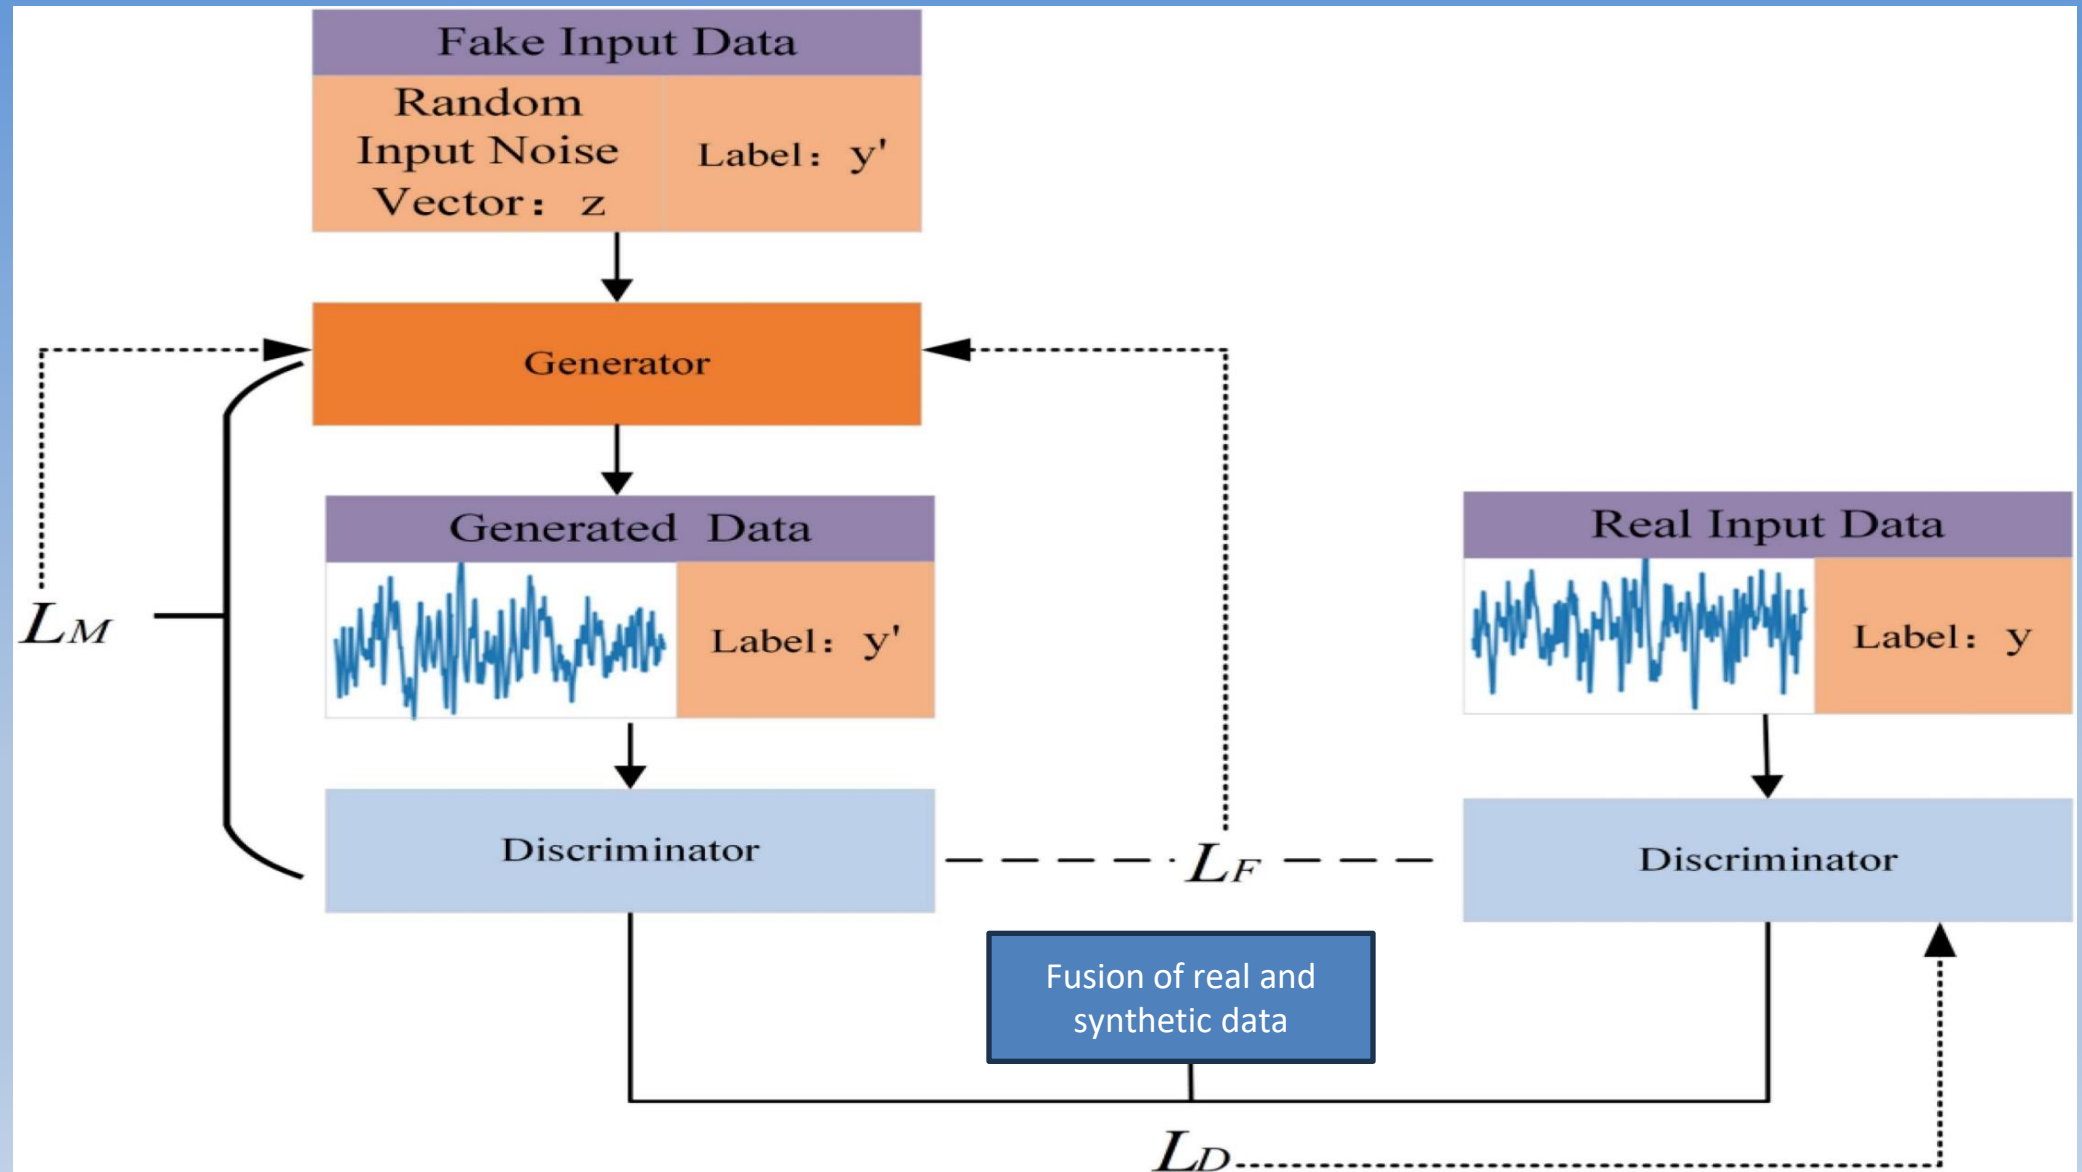 Fake Input Data
Random
Input Noise
Vector： z
Label： y'
Generator
Generated Data
Label： y'
Real Input Data
Label： y
LM
Discriminator
LF
Discriminator
Fusion of real and
synthetic data
LD